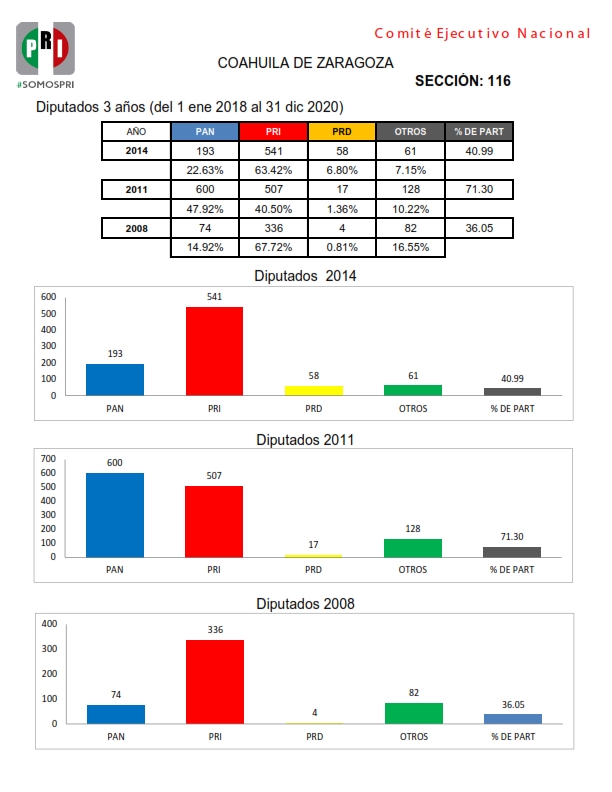 PRI
#SOMOSPRI
Comité Ejecutivo Nacional
COAHUILA DE ZARAGOZA
SECCIÓN: 116
Diputados 3 años (del 1 ene 2018 al 31 dic 2020)
AÑO PAN PRI PRD OTROS % DE PART
2014 193 541 58 61 40.99
22.63% 63.42% 6.80% 7.15%
2011 600 507 17 128 71.30
47.92% 40.50% 1.36% 10.22%
2008 74 336 4 82 36.05
14.92% 67.72% 0.81% 16.55%
Diputados 2014
600
500
400
300
200
100
0
193 541 58 61 40.99
PAN PRI PRD OTROS % DE PART
Diputados 2011
700
600
500
400
300
200
100
0
600 507 17 128 71.30
PAN PRI PRD OTROS % DE PART
Diputados 2008
400
300
200
100
0
74 336 4 82 36.05
PAN PRI PRD OTROS % DE PART